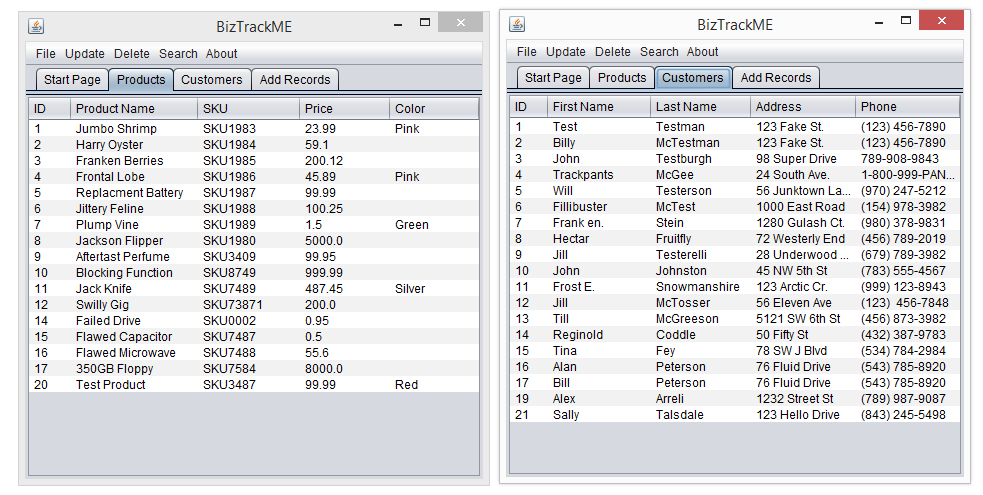 BizTrackME
File Update Delete Search About
Start Page Products Customers Add Records
ID Product Name SKU Price Color
1 Jumbo Shrimp SKU1983 23.99 Pink
2 Harry Oyster SKU1984 59.1
3 Franken Berries SKU1985 200.12
4 Frontal Lobe SKU1986 45.89 Pink
5 Replacment Battery SKU1987 99.99
6 Jittery Feline SKU1988 100.25
7 Plump Vine SKU1989 1.5 Green
8 Jackson Flipper SKU1980 5000.0
9 Aftertast Perfume SKU3409 99.95
10 Blocking Function SKU8749 999.99
11 Jack Knife SKU7489 487.45 Silver
12 Swilly Gig SKU73871 200.0
14 Failed Drive SKU0002 0.95
15 Flawed Capacitor SKU7487 0.5
16 Flawed Microwave SKU7488 55.6
17 350GB Floppy SKU7584 8000.0
20 Test Product SKU3487 99.99 Red
BizTrackME
File Update Delete Search About
Start Page Products Customers Add Records
ID First Name Last Name Address Phone
1 Test Testman 123 Fake St. (123) 456-7890
2 Billy McTestman 123 Fake St. (123) 456-7890
3 John Testburgh 98 Super Drive 789-908-9843
4 Trackpants McGee 24 South Ave. 1-800-999-PAN...
5 Will Testerson 56 Junktown La... (970) 247-5212
6 Fillibuster McTest 1000 East Road (154) 978-3982
7 Frank en. Stein 1280 Gulash Ct. (980) 378-9831
8 Hectar Fruitfly 72 Westerly End (456) 789-2019
9 Jill Testerelli 28 Underwood ... (679) 789-3982
10 John Johnston 45 NW 5th St (783) 555-4567
11 Frost E. Snowmanshire 123 Arctic Cr. (999) 123-8943
12 Jill McTosser 56 Eleven Ave (123) 456-7848
13 Till McGreeson 5121 SW 6th St (456) 873-3982
14 Reginold Coddle 50 Fifty St (432) 387-9783
15 Tina Fey 78 SW J Blvd (534) 784-2984
16 Alan Peterson 76 Fluid Drive (543) 785-8920
17 Bill Peterson 76 Fluid Drive (543) 785-8920
19 Alex Arreli 1232 Street St (789) 987-9087
21 Sally Talsdale 123 Hello Drive (843) 245-5498